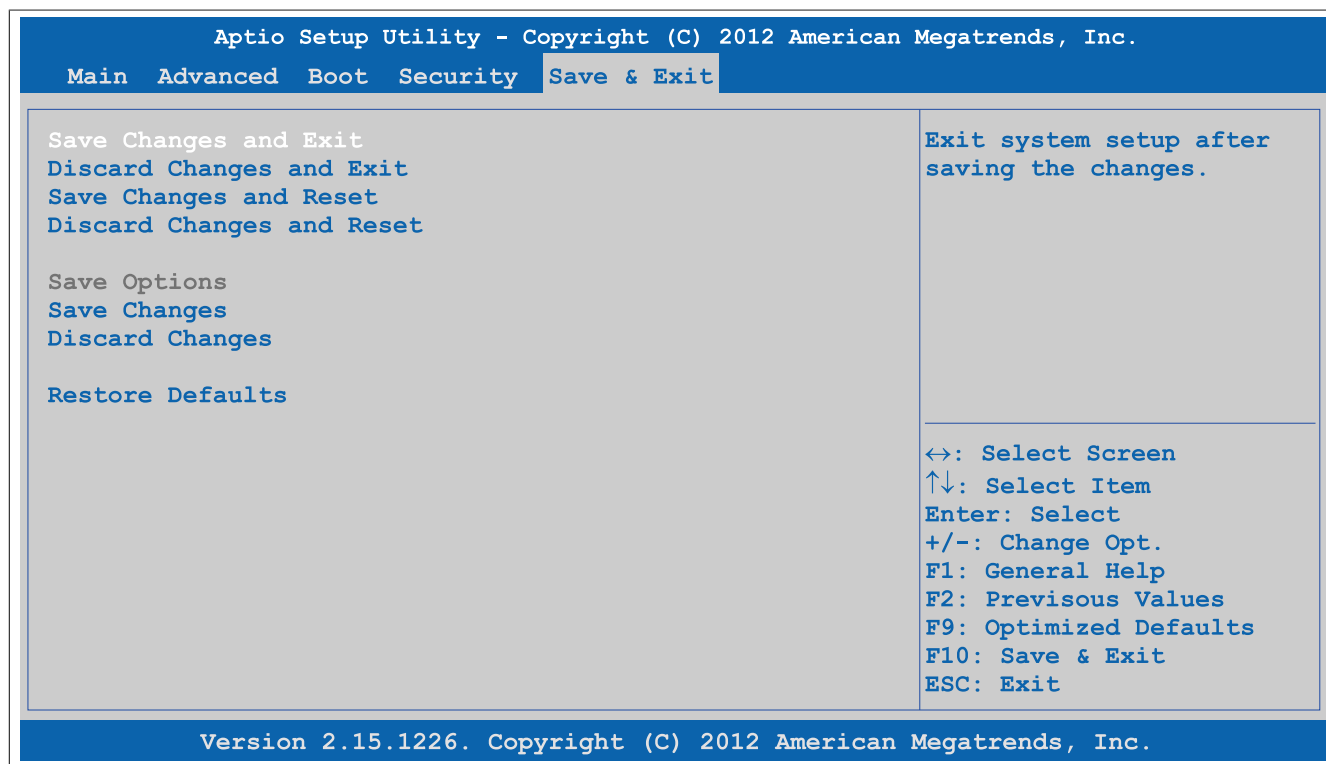 Aptio Setup Utility - Copyright (C) 2012 American Megatrends, Inc.
Main Advanced Boot Security Save & Exit
Save Changes and Exit
Discard Changes and Exit
Save Changes and Reset
Discard Changes and Reset
Save Options
Save Changes
Discard Changes
Restore Defaults
Exit system setup after
saving the changes.
↔: Select Screen
↑↓: Select Item
Enter: Select
+/-: Change Opt.
F1: General Help
F2: Previsous Values
F9: Optimized Defaults
F10: Save & Exit
ESC: Exit
Version 2.15.1226. Copyright (C) 2012 American Megatrends, Inc.